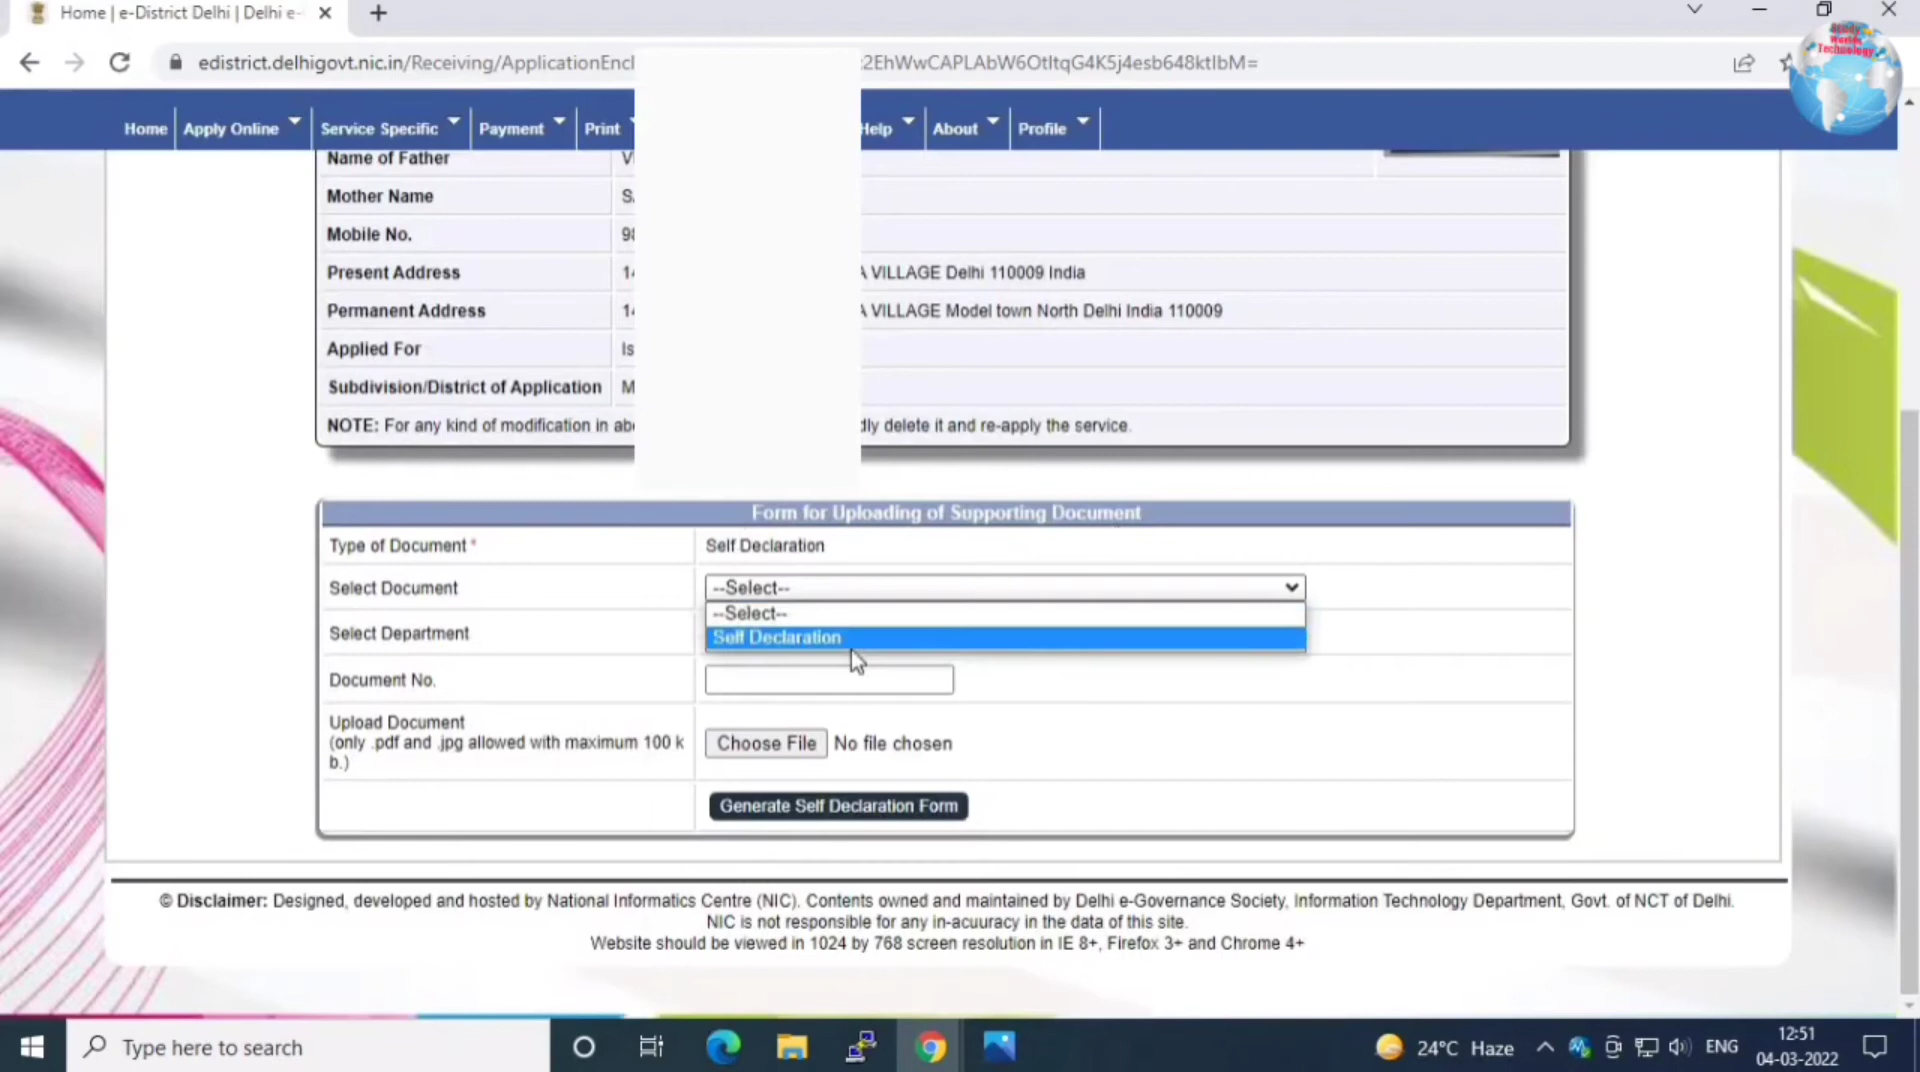 Home | e-District Delhi | Delhi e-
edistrict.delhigovt.nic.in/Receiving/ApplicationEncl 2EhWwCAPLAbW6OtItqG4K5j4esb648ktIbM=
Study World Technology
Home Apply Online Service Specific Payment Print Help About Profile
Name of Father V
Mother Name S
Mobile No. 98
Present Address 14 A VILLAGE Delhi 110009 India
Permanent Address 14 A VILLAGE Model town North Delhi India 110009
Applied For Is
Subdivision/District of Application M
NOTE: For any kind of modification in ab dly delete it and re-apply the service.
Form for Uploading of Supporting Document
Type of Document * Self Declaration
Select Document --Select--
--Select--
Select Department Self Declaration
Document No.
Upload Document
(only .pdf and .jpg allowed with maximum 100 k
b.)
Choose File No file chosen
Generate Self Declaration Form
© Disclaimer: Designed, developed and hosted by National Informatics Centre (NIC). Contents owned and maintained by Delhi e-Governance Society, Information Technology Department, Govt. of NCT of Delhi.
NIC is not responsible for any in-acuuracy in the data of this site.
Website should be viewed in 1024 by 768 screen resolution in IE 8+, Firefox 3+ and Chrome 4+
Type here to search
24°C Haze ENG
12:51
04-03-2022